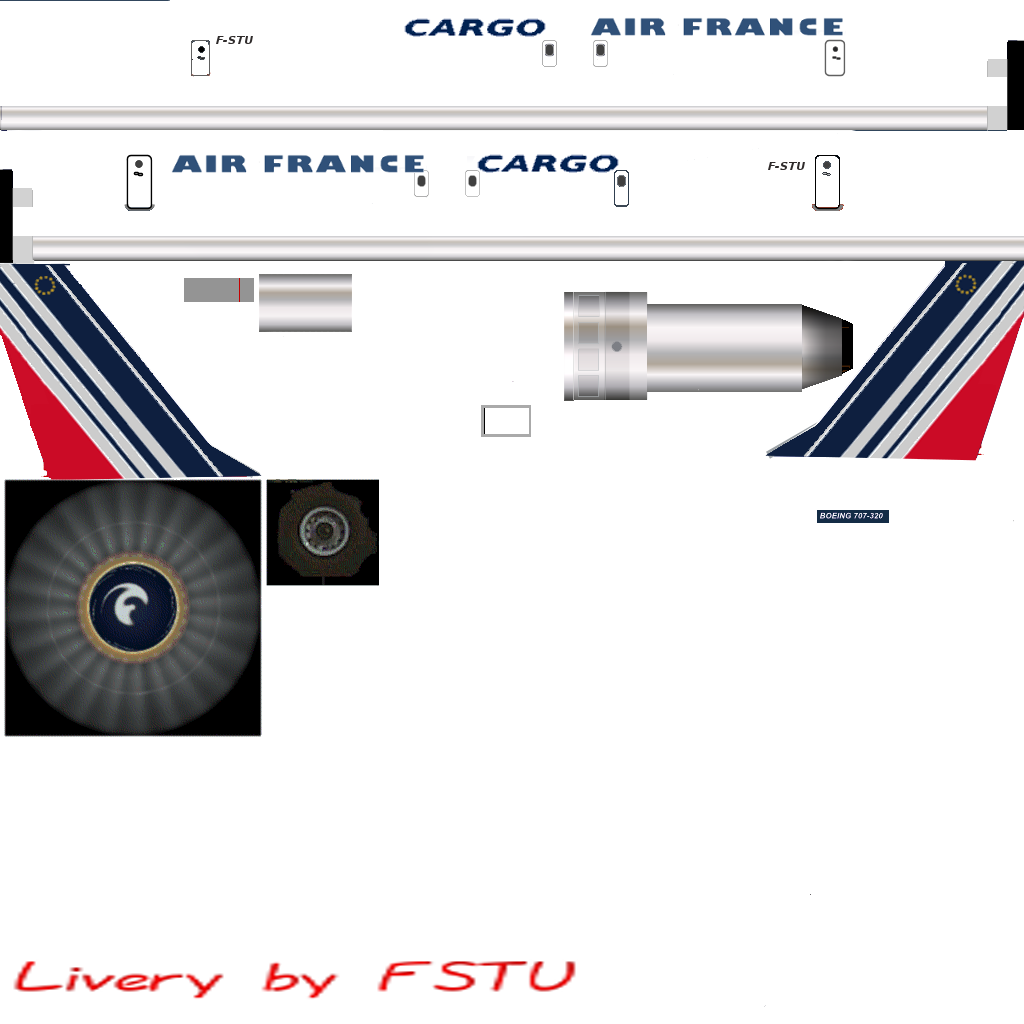 CARGO AIR FRANCE
F-STU
AIR FRANCE CARGO
F-STU
BOEING 707-320
Livery by FSTU